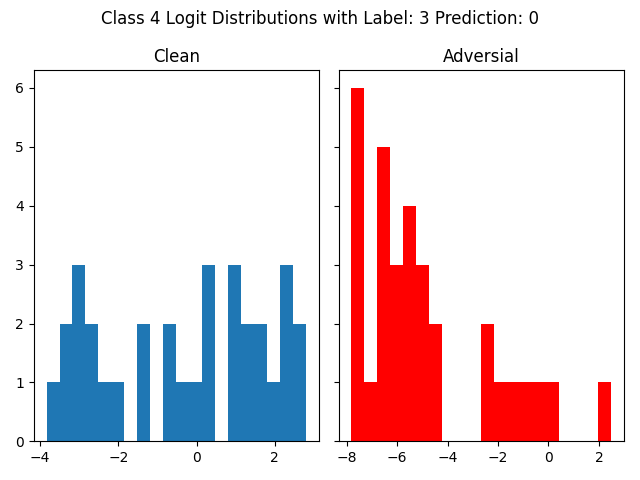 Class 4 Logit Distributions with Label: 3 Prediction: 0
Clean
Adversial
6
5
4
3
2
1
0
−4 −2 0 2
−8 −6 −4 −2 0 2